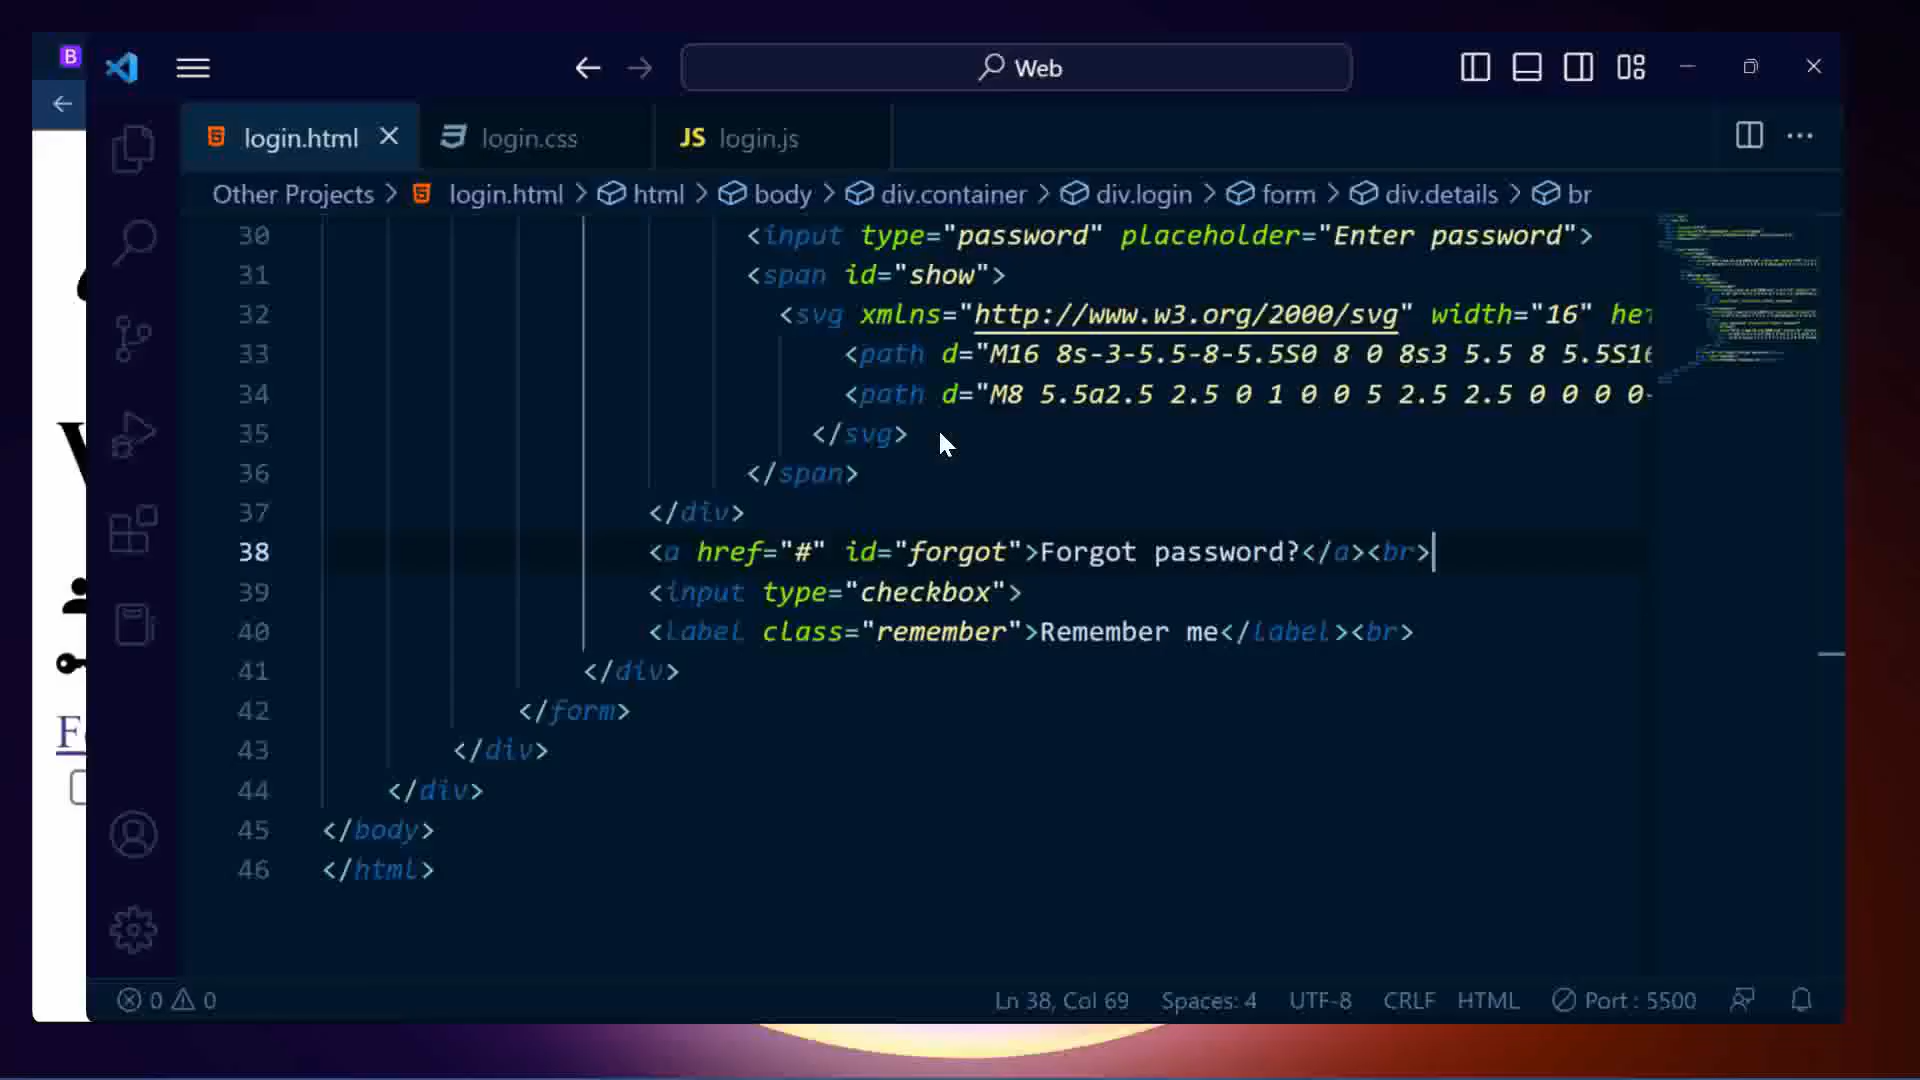 B
Web
login.html
login.css
JS login.js
Other Projects > login.html > html > body > div.container > div.login > form > div.details > br
30 <input type="password" placeholder="Enter password">
31 <span id="show">
32 <svg xmlns="http://www.w3.org/2000/svg" width="16"
33 <path d="M16 8s-3-5.5-8-5.5S0 8 0 8s3 5.5 8 5.5S16
34 <path d="M8 5.5a2.5 2.5 0 1 0 0 5 2.5 2.5 0 0 0 0-
35 </svg>
36 </span>
37 </div>
38 <a href="#" id="forgot">Forgot password?</a><br>
39 <input type="checkbox">
40 <label class="remember">Remember me</label><br>
41 </div>
42 </form>
43 </div>
44 </div>
45 </body>
46 </html>
0 0
Ln 38, Col 69
Spaces: 4
UTF-8
CRLF
HTML
Port : 5500